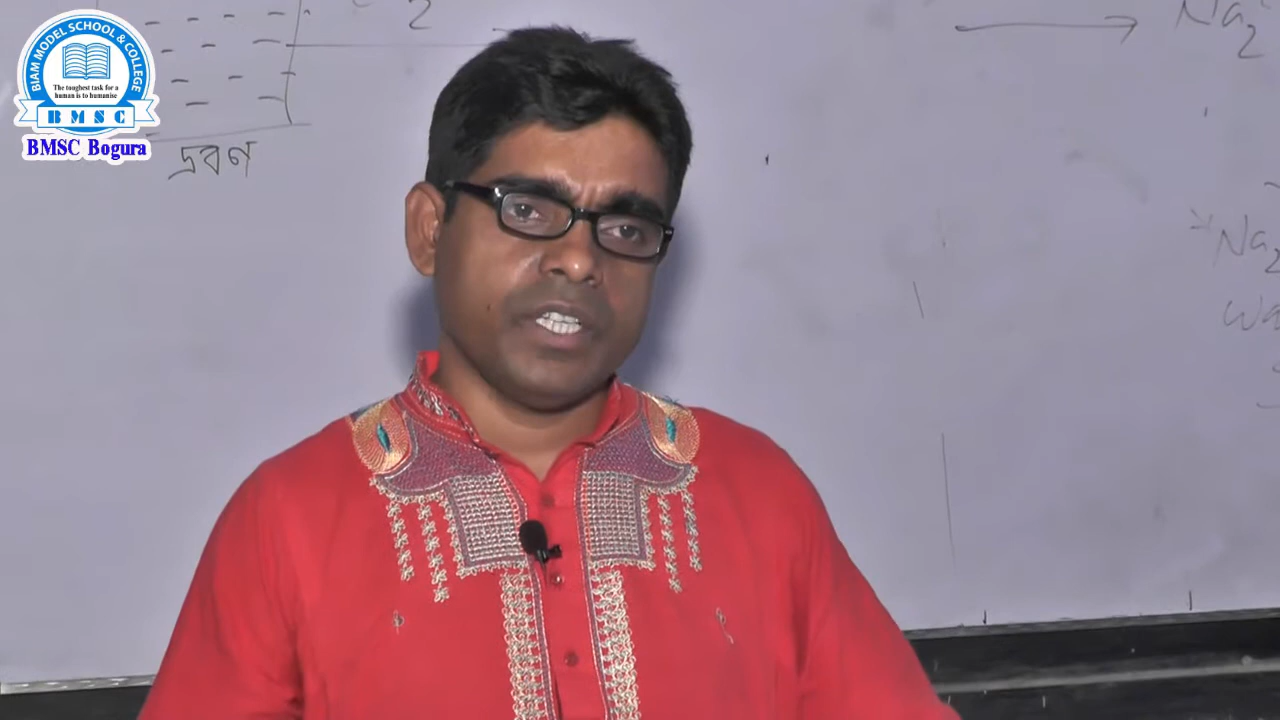 BIAM MODEL SCHOOL & COLLEGE
The toughest task for a
human is to humanise
BMSC
BMSC Bogura
2
দ্রবণ
Na₂
Na₂